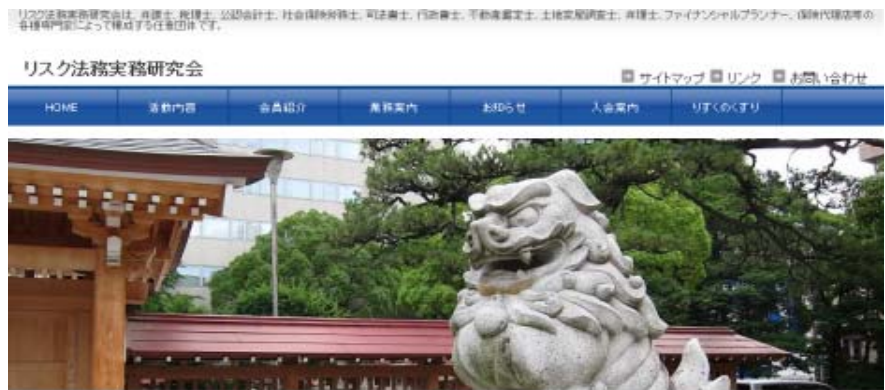 リスク法務実務研究会は、弁護士、税理士、公認会計士、社会保険労務士、司法書士、行政書士、不動産鑑定士、土地家屋調査士、弁理士、ファイナンシャルプランナー、保険代理店等の
各種専門家によって構成する任意団体です。
リスク法務実務研究会
サイトマップ リンク お問い合わせ
HOME 活動内容 会員紹介 業務案内 お知らせ 入会案内 りすくのくすり